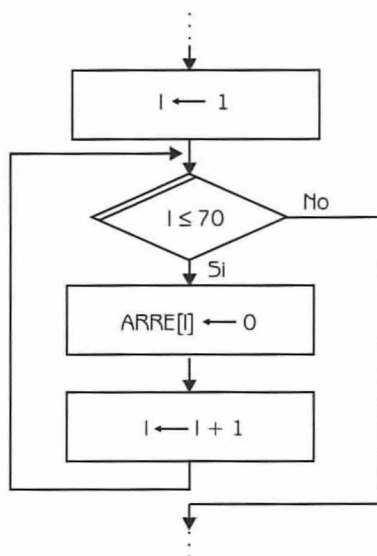 I ← 1
I ≤ 70
No
Si
ARRE[I] ← 0
I ← I + 1